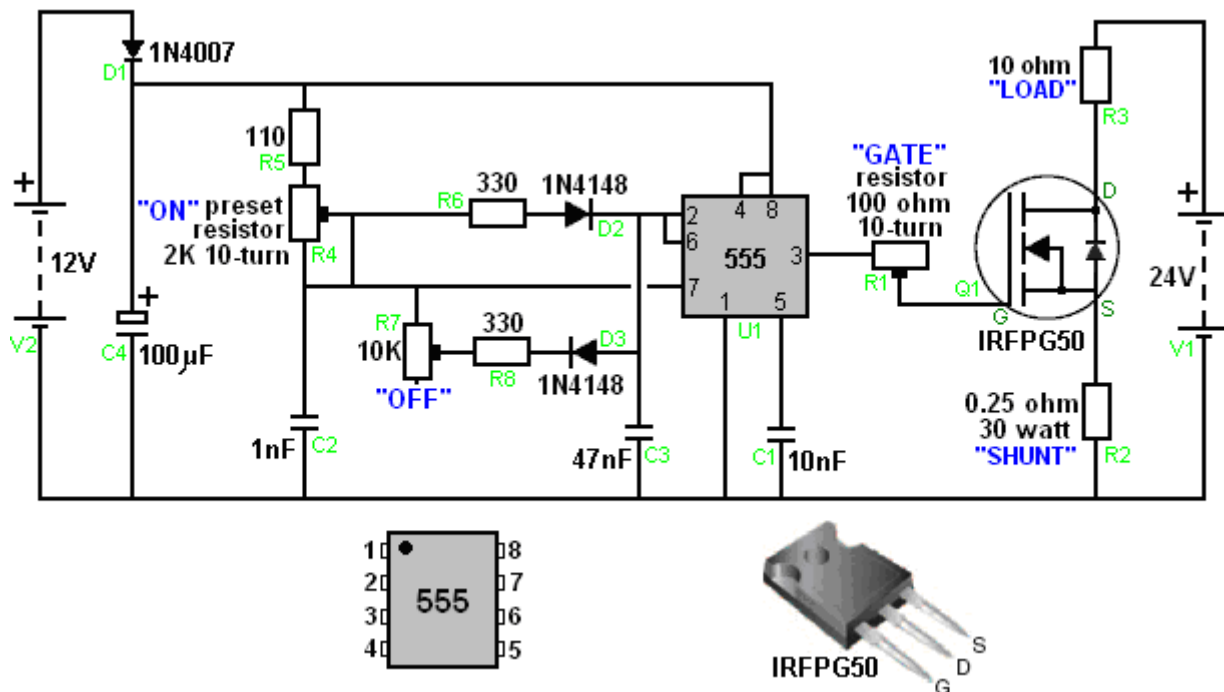 1N4007
D1
10 ohm
"LOAD"
R3
110
R5
"GATE"
resistor
100 ohm
10-turn
R1
330
R6
1N4148
D2
+
12V
V2
"ON" preset
resistor
2K 10-turn
R4
4
8
2
6
7
3
1
5
555
U1
D
G
S
Q1
IRFPG50
+
24V
V1
+
C4
100µF
R7
10K
"OFF"
330
R8
D3
1N4148
1nF
C2
47nF
C3
C1
10nF
0.25 ohm
30 watt
"SHUNT"
R2
1
8
2
7
555
3
6
4
5
IRFPG50
S
D
G